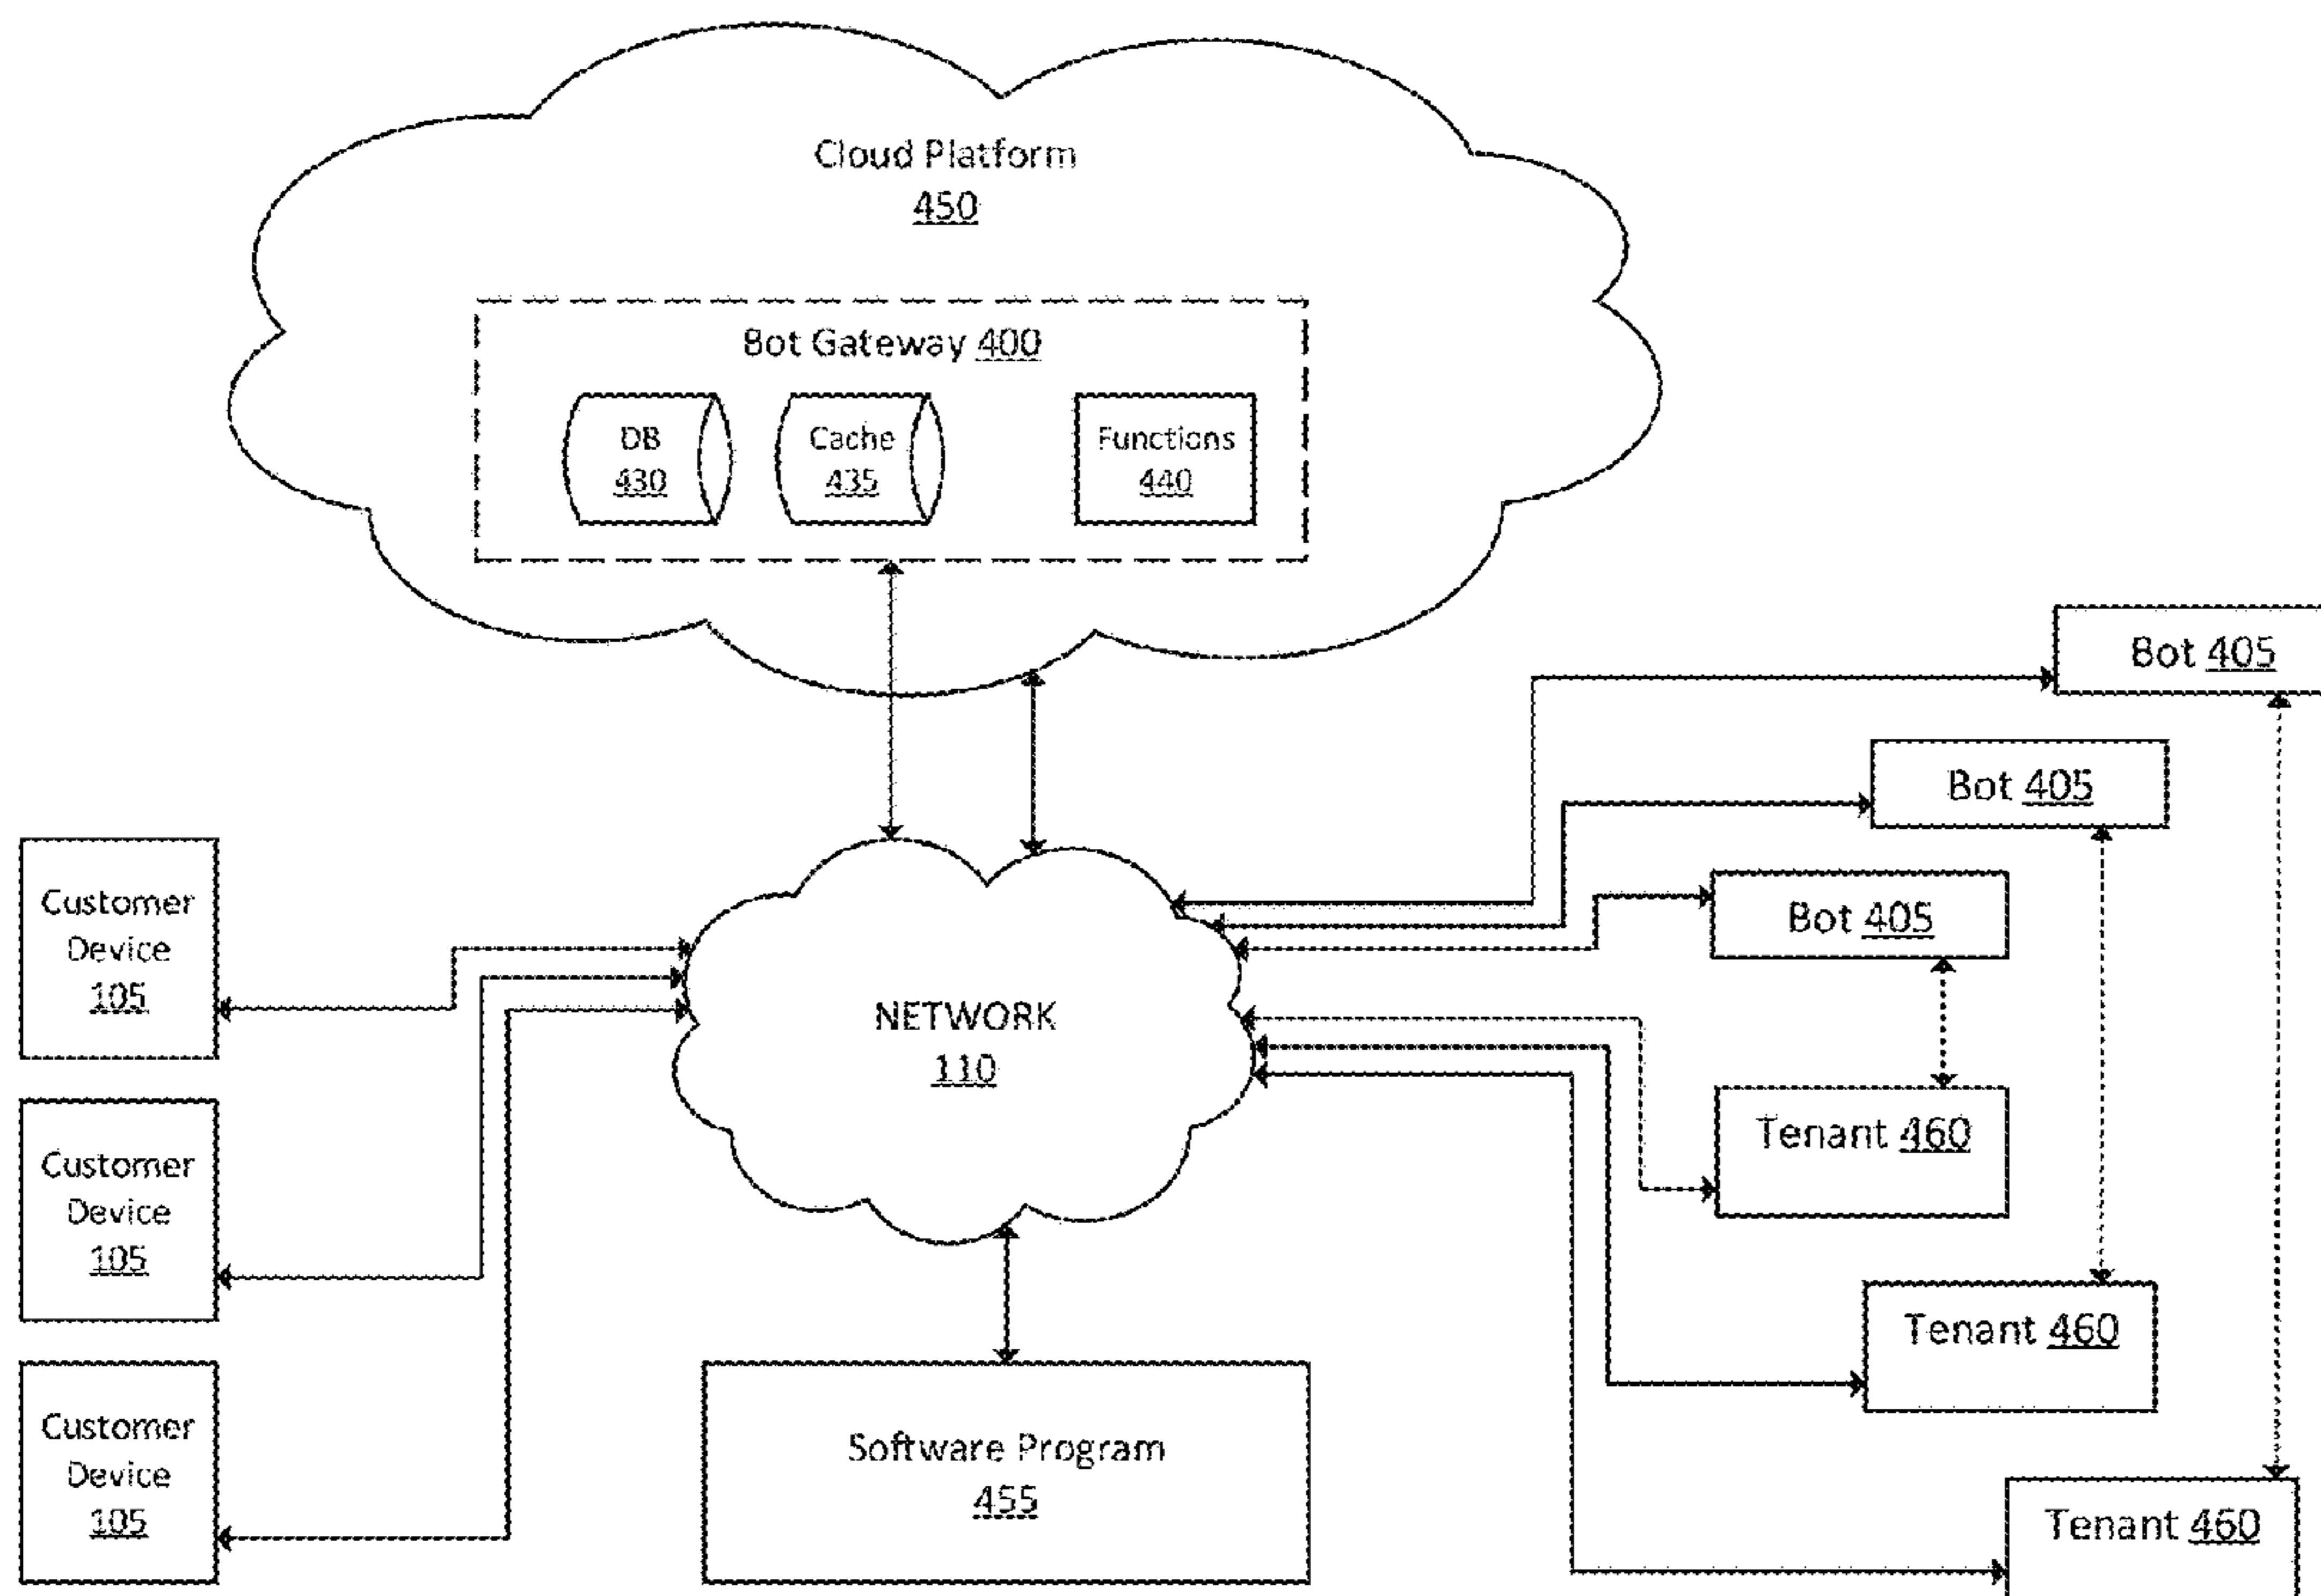 Cloud Platform
450
Bot Gateway 400
DB
430
Cache
435
Functions
440
Bot 405
Bot 405
Bot 405
Customer
Device
105
NETWORK
110
Tenant 460
Customer
Device
105
Tenant 460
Customer
Device
105
Software Program
455
Tenant 460